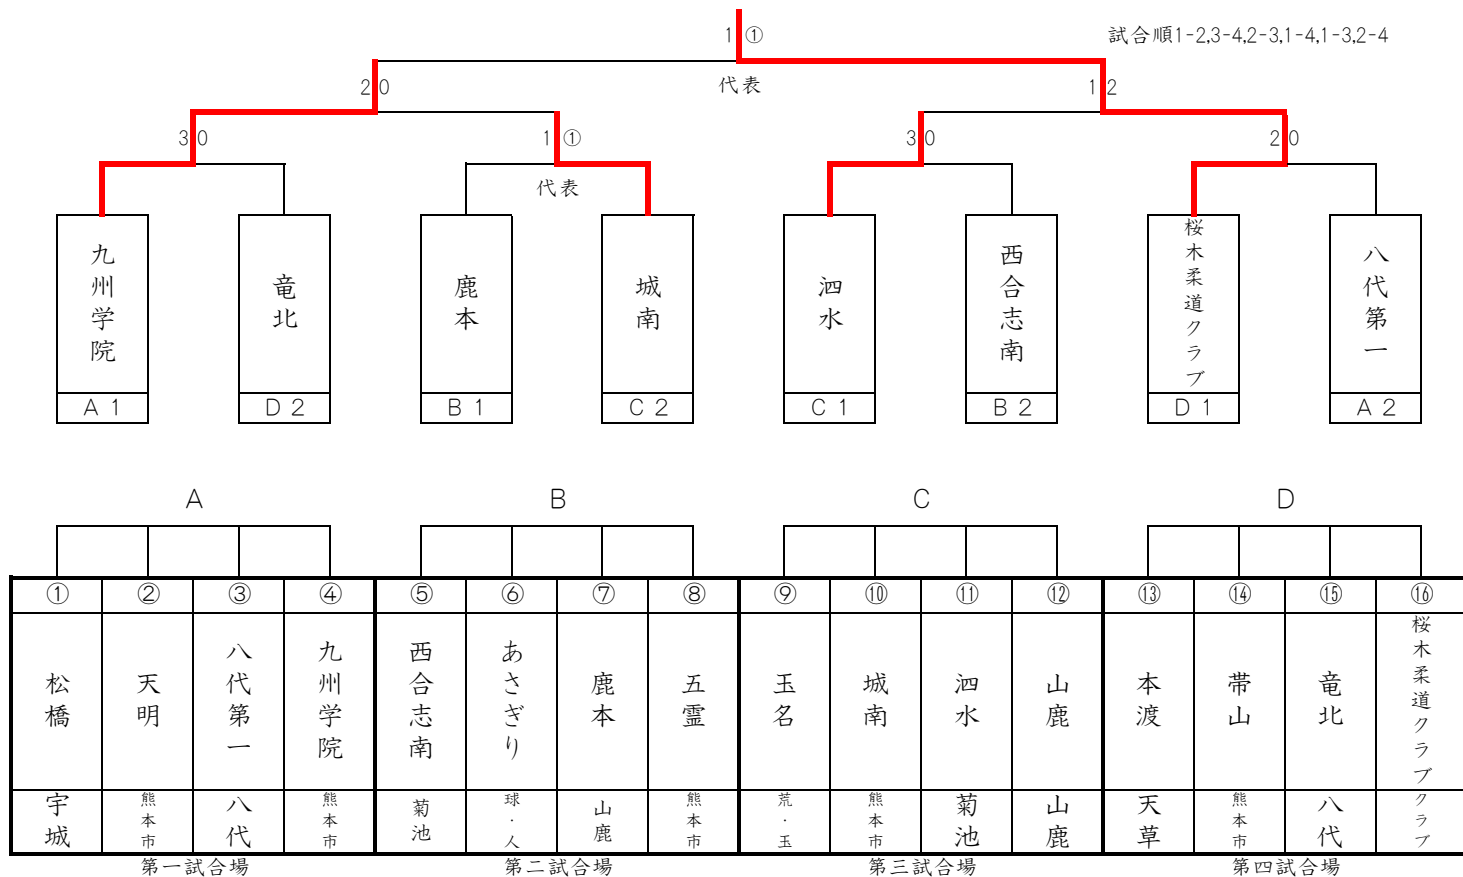 1 ①
試合順1-2,3-4,2-3,1-4,1-3,2-4
代表
2 0
1 2
3 0
1 ①
3 0
2 0
代表
九州学院
竜北
鹿本
城南
泗水
西合志南
桜木柔道クラブ
八代第一
A 1
D 2
B 1
C 2
C 1
B 2
D 1
A 2
A
B
C
D
① ② ③ ④ ⑤ ⑥ ⑦ ⑧ ⑨ ⑩ ⑪ ⑫ ⑬ ⑭ ⑮ ⑯
松橋
天明
八代第一
九州学院
西合志南
あさぎり
鹿本
五霊
玉名
城南
泗水
山鹿
本渡
帯山
竜北
桜木柔道クラブ
宇城
熊本市
八代
熊本市
菊池
球・人
山鹿
熊本市
荒・玉
熊本市
菊池
山鹿
天草
熊本市
八代
クラブ
第一試合場
第二試合場
第三試合場
第四試合場